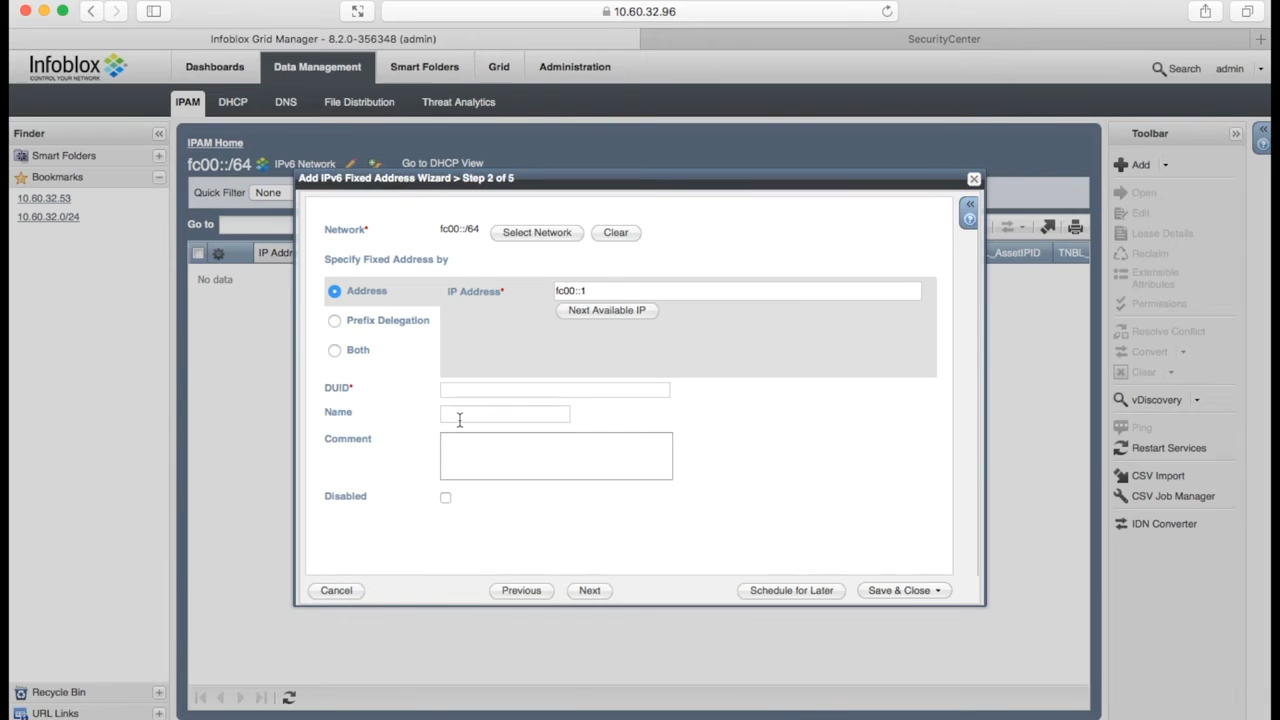 10.60.32.96
Infoblox Grid Manager - 8.2.0-356348 (admin)
SecurityCenter
Infoblox
CONTROL YOUR NETWORK
Dashboards
Data Management
Smart Folders
Grid
Administration
Search
admin
IPAM
DHCP
DNS
File Distribution
Threat Analytics
Finder
Smart Folders
Bookmarks
10.60.32.53
10.60.32.0/24
Recycle Bin
URL Links
IPAM Home
fc00::/64 IPv6 Network Go to DHCP View
Quick Filter None
Go to
IP Addr
_AssetIPID TNBL_
No data
Add IPv6 Fixed Address Wizard > Step 2 of 5
Network* fc00::/64 Select Network Clear
Specify Fixed Address by
Address IP Address* fc00::1
Next Available IP
Prefix Delegation
Both
DUID*
Name
Comment
Disabled
Cancel Previous Next Schedule for Later Save & Close
Toolbar
Add
Open
Edit
Lease Details
Reclaim
Extensible
Attributes
Permissions
Resolve Conflict
Convert
Clear
vDiscovery
Ping
Restart Services
CSV Import
CSV Job Manager
IDN Converter